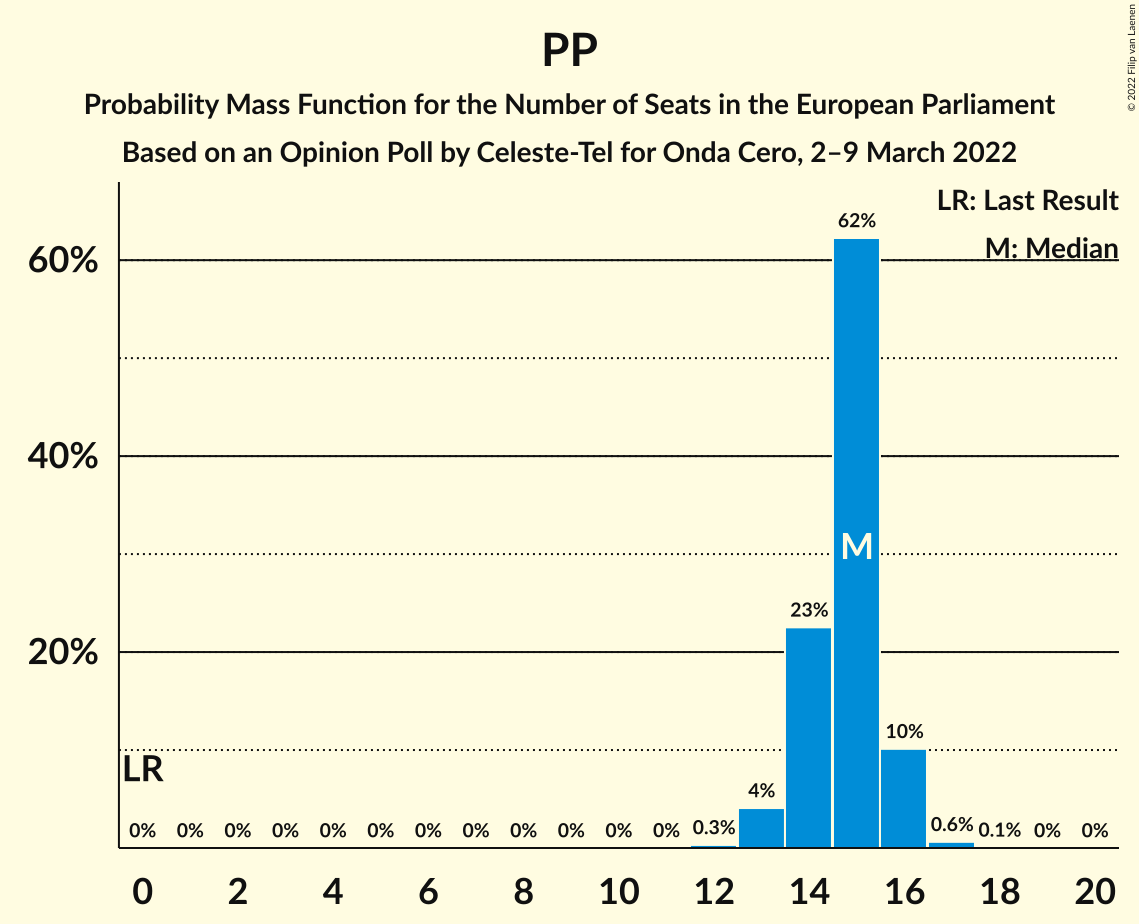 PP
Probability Mass Function for the Number of Seats in the European Parliament
Based on an Opinion Poll by Celeste-Tel for Onda Cero, 2–9 March 2022
© 2022 Filip van Laenen
LR: Last Result
M: Median
60%
40%
20%
62%
M
23%
10%
LR
4%
0% 0% 0% 0% 0% 0% 0% 0% 0% 0% 0% 0% 0.3% 0.6% 0.1% 0% 0%
0 2 4 6 8 10 12 14 16 18 20